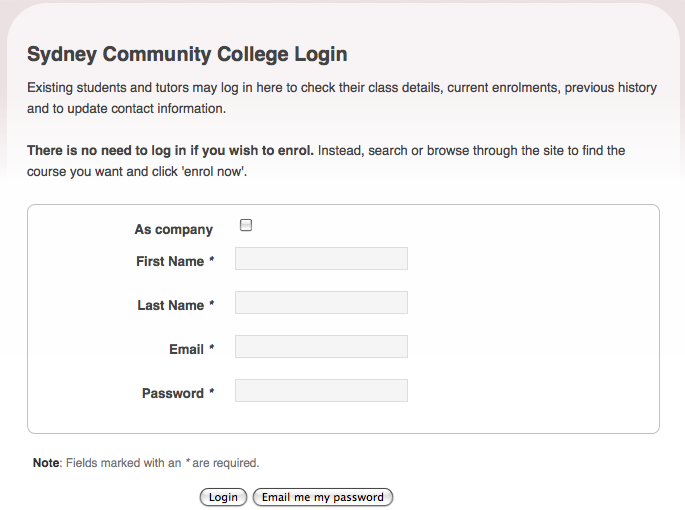 Sydney Community College Login
Existing students and tutors may log in here to check their class details, current enrolments, previous history
and to update contact information.
There is no need to log in if you wish to enrol. Instead, search or browse through the site to find the
course you want and click 'enrol now'.
As company
First Name *
Last Name *
Email *
Password *
Note: Fields marked with an * are required.
Login Email me my password